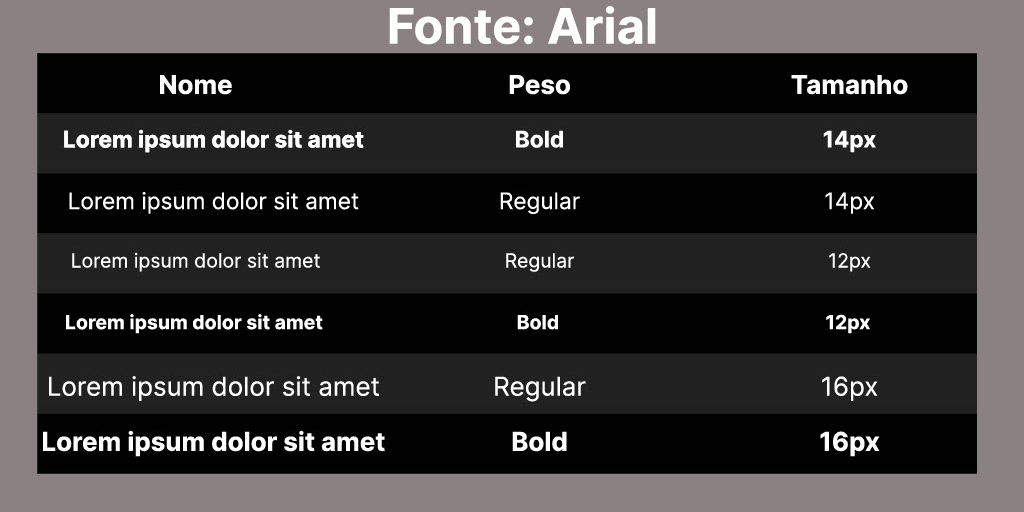 Fonte: Arial
Nome Peso Tamanho
Lorem ipsum dolor sit amet Bold 14px
Lorem ipsum dolor sit amet Regular 14px
Lorem ipsum dolor sit amet Regular 12px
Lorem ipsum dolor sit amet Bold 12px
Lorem ipsum dolor sit amet Regular 16px
Lorem ipsum dolor sit amet Bold 16px